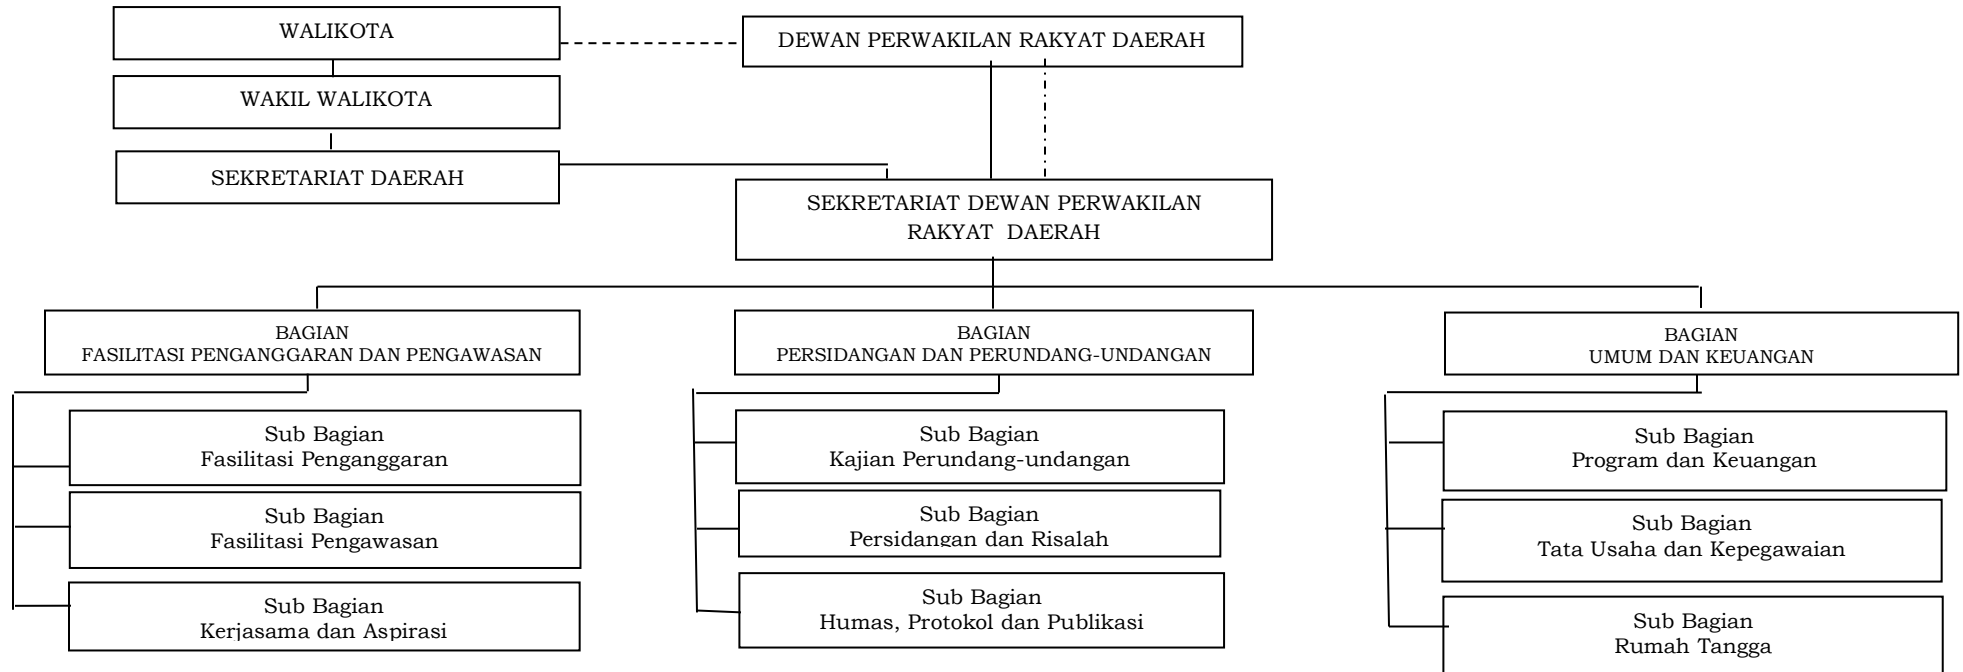 WALIKOTA
DEWAN PERWAKILAN RAKYAT DAERAH
WAKIL WALIKOTA
SEKRETARIAT DAERAH
SEKRETARIAT DEWAN PERWAKILAN
RAKYAT DAERAH
BAGIAN
FASILITASI PENGANGGARAN DAN PENGAWASAN
BAGIAN
PERSIDANGAN DAN PERUNDANG-UNDANGAN
BAGIAN
UMUM DAN KEUANGAN
Sub Bagian
Fasilitasi Penganggaran
Sub Bagian
Fasilitasi Pengawasan
Sub Bagian
Kerjasama dan Aspirasi
Sub Bagian
Kajian Perundang-undangan
Sub Bagian
Persidangan dan Risalah
Sub Bagian
Humas, Protokol dan Publikasi
Sub Bagian
Program dan Keuangan
Sub Bagian
Tata Usaha dan Kepegawaian
Sub Bagian
Rumah Tangga